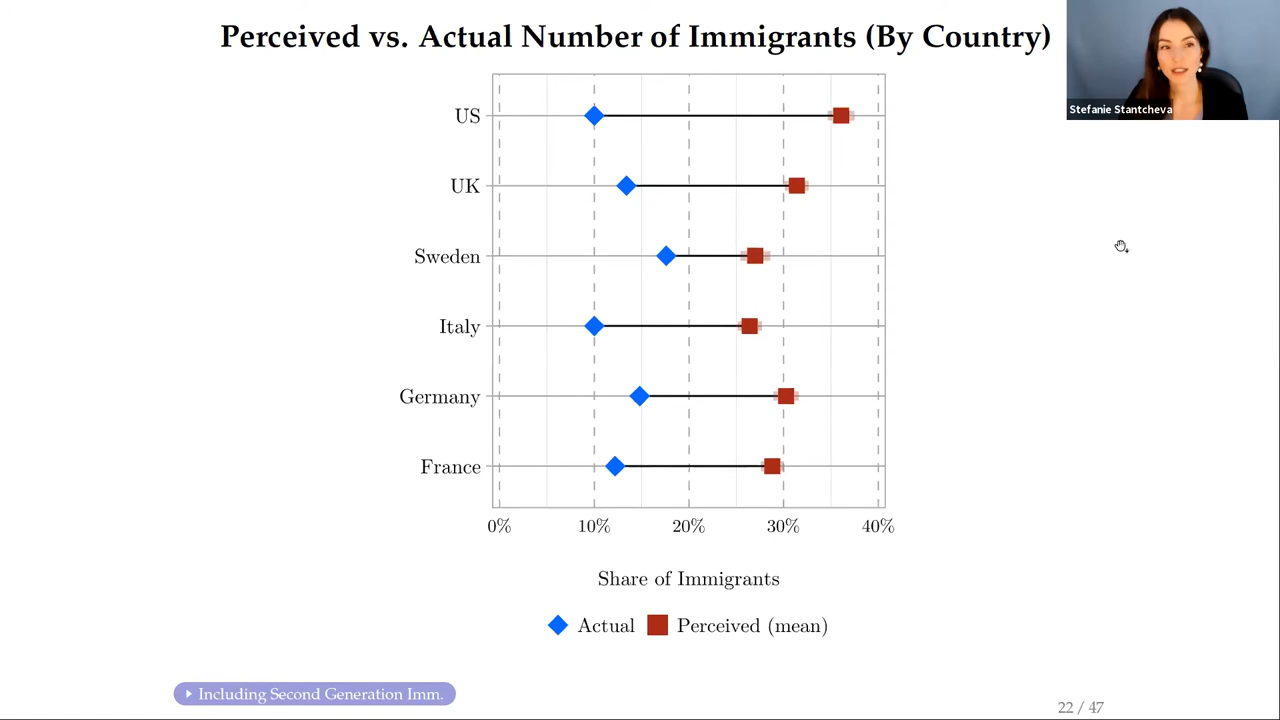 Perceived vs. Actual Number of Immigrants (By Country)
Stefanie Stantcheva
US
UK
Sweden
Italy
Germany
France
0% 10% 20% 30% 40%
Share of Immigrants
Actual Perceived (mean)
Including Second Generation Imm.
22 / 47